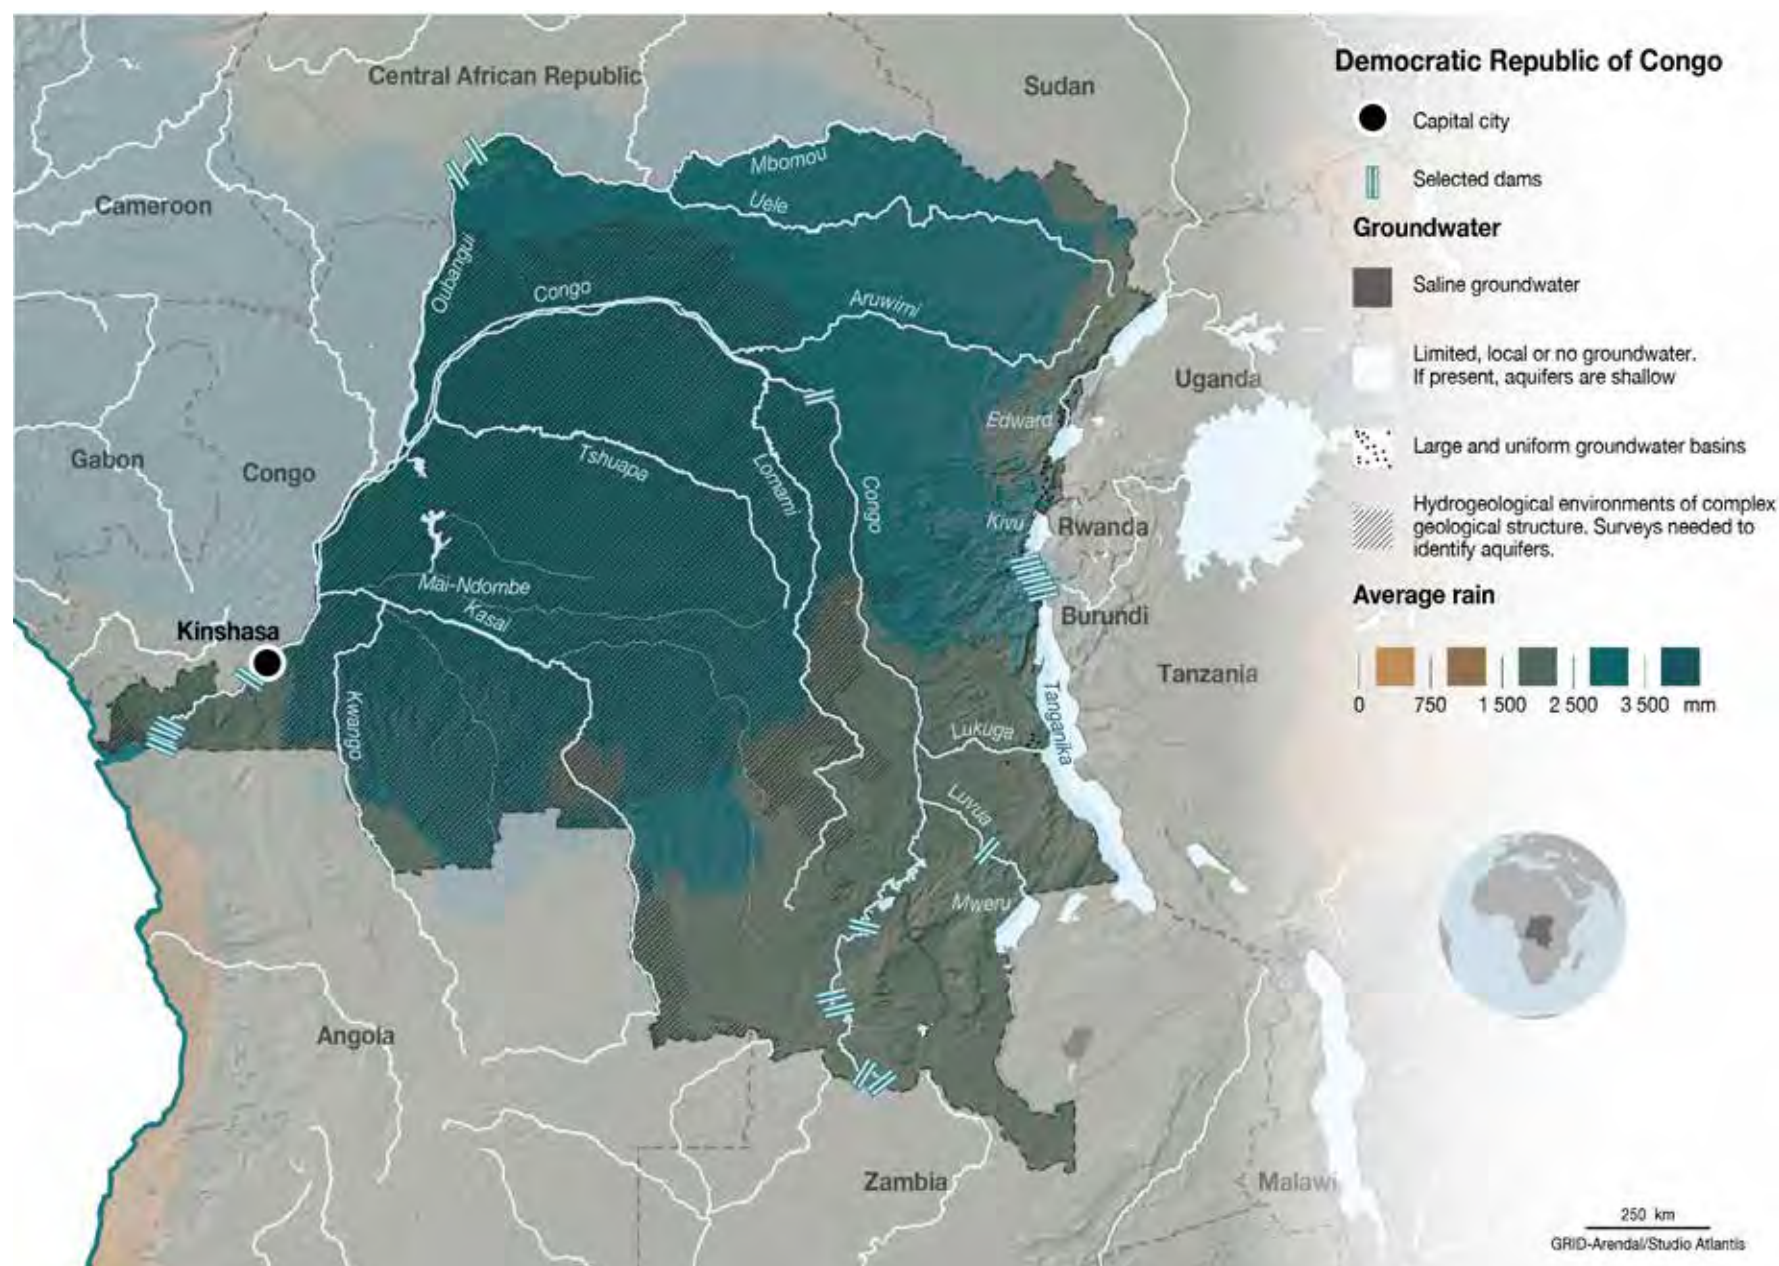 Democratic Republic of Congo
Capital city
Selected dams
Groundwater
Saline groundwater
Limited, local or no groundwater.
If present, aquifers are shallow
Large and uniform groundwater basins
Hydrogeological environments of complex
geological structure. Surveys needed to
identify aquifers.
Average rain
0 750 1 500 2 500 3 500 mm
Central African Republic
Sudan
Mbomou
Uele
Cameroon
Oubangui
Congo
Aruwimi
Uganda
Edward
Gabon
Congo
Tshuapa
Lomami
Congo
Kivu
Rwanda
Mai-Ndombe
Kasai
Burundi
Kinshasa
Tanzania
Kwango
Tanganika
Lukuga
Luvua
Mweru
Angola
Zambia
Malawi
250 km
GRID-Arendal/Studio Atlantis